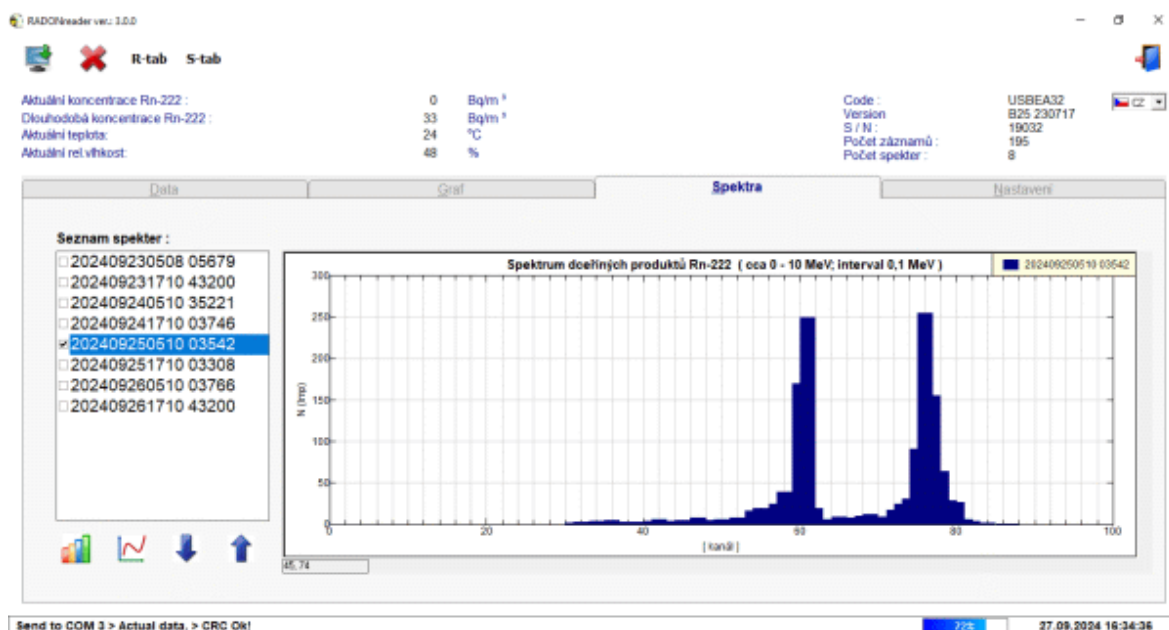 RADONreader ver.: 3.0.0
R-tab S-tab
Aktuální koncentrace Rn-222 : 0 Bq/m ³
Dlouhodobá koncentrace Rn-222 : 33 Bq/m ³
Aktuální teplota: 24 °C
Aktuální rel.vlhkost: 48 %
Code : USBEA32
Version B25 230717
S / N : 19032
Počet záznamů : 195
Počet spekter : 8
CZ
Data Graf Spektra Nastavení
Seznam spekter :
202409230508 05679
202409231710 43200
202409240510 35221
202409241710 03746
202409250510 03542
202409251710 03308
202409260510 03766
202409261710 43200
Spektrum dceřiných produktů Rn-222 ( cca 0 - 10 MeV; interval 0,1 MeV )
202409250510 03542
N (Imp)
300
250
200
150
100
50
0
0 20 40 60 80 100
[ kanál ]
45, 74
Send to COM 3 > Actual data. > CRC Ok!
72%
27.09.2024 16:34:36